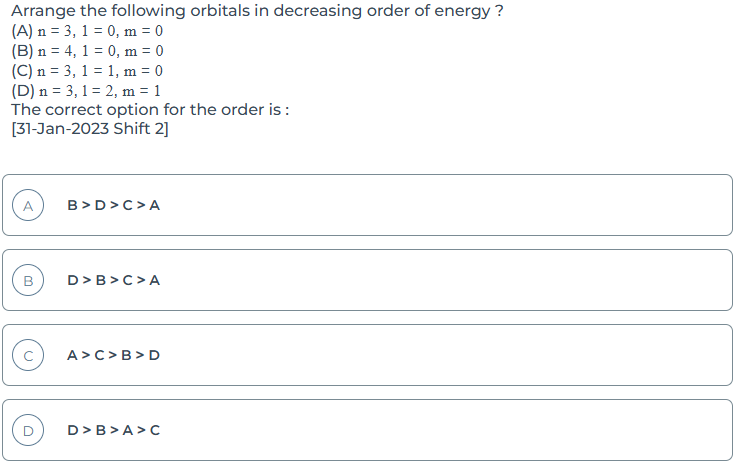 Arrange the following orbitals in decreasing order of energy ?
(A) n = 3, 1 = 0, m = 0
(B) n = 4, 1 = 0, m = 0
(C) n = 3, 1 = 1, m = 0
(D) n = 3, 1 = 2, m = 1
The correct option for the order is :
[31-Jan-2023 Shift 2]
A B > D > C > A
B D > B > C > A
C A > C > B > D
D D > B > A > C